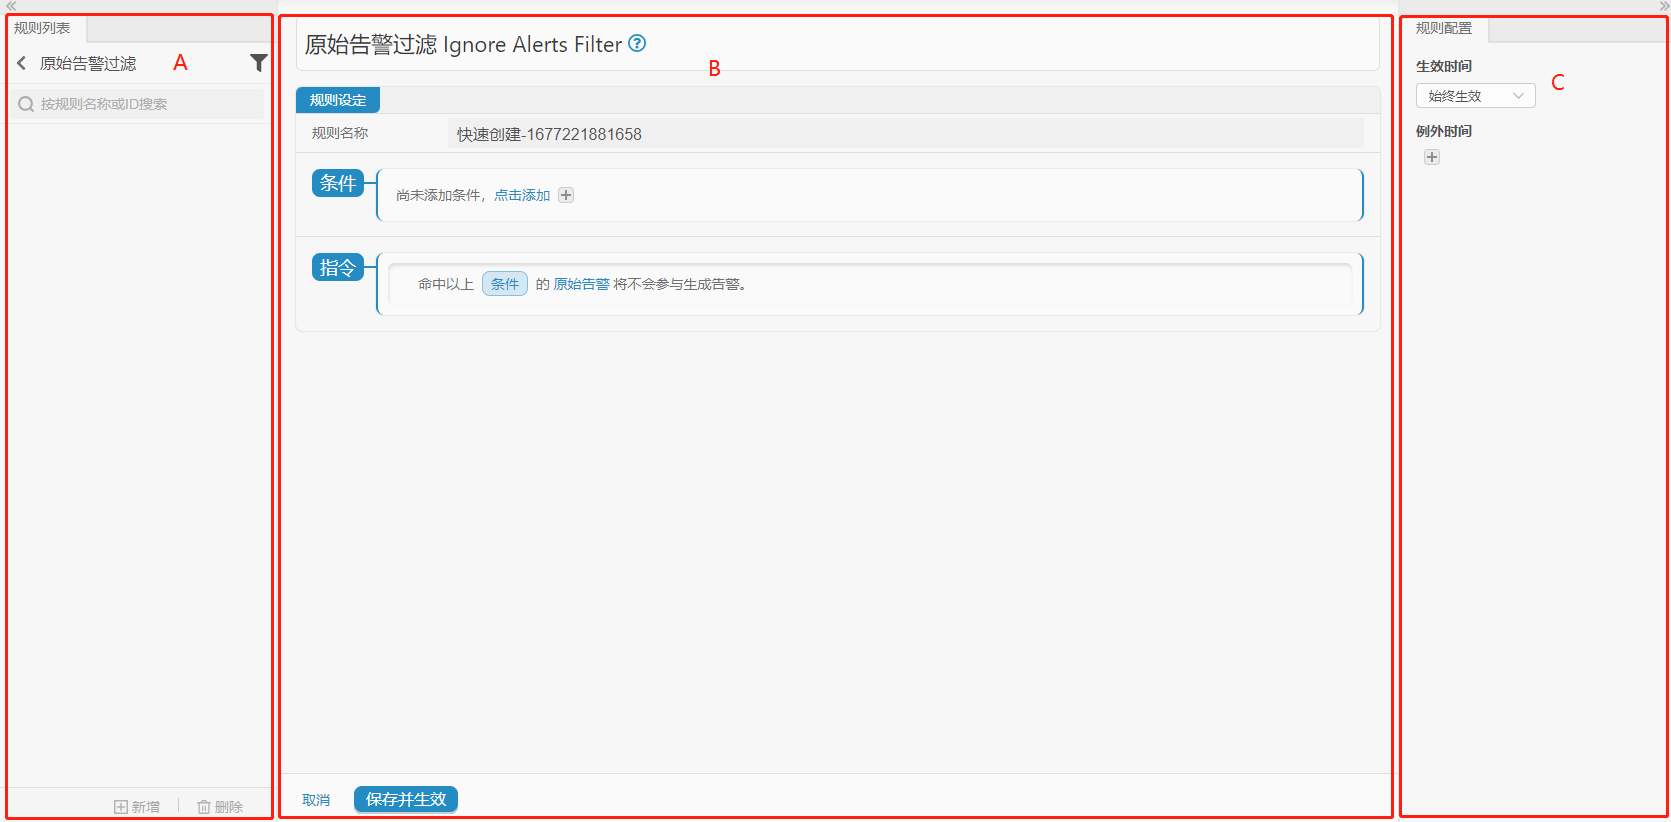 规则列表
原始告警过滤 A
按规则名称或ID搜索
新增
删除
原始告警过滤 Ignore Alerts Filter ?
B
规则设定
规则名称 快速创建-1677221881658
条件
尚未添加条件，点击添加
指令
命中以上 条件 的 原始告警 将不会参与生成告警。
取消
保存并生效
规则配置
生效时间
C
始终生效
例外时间